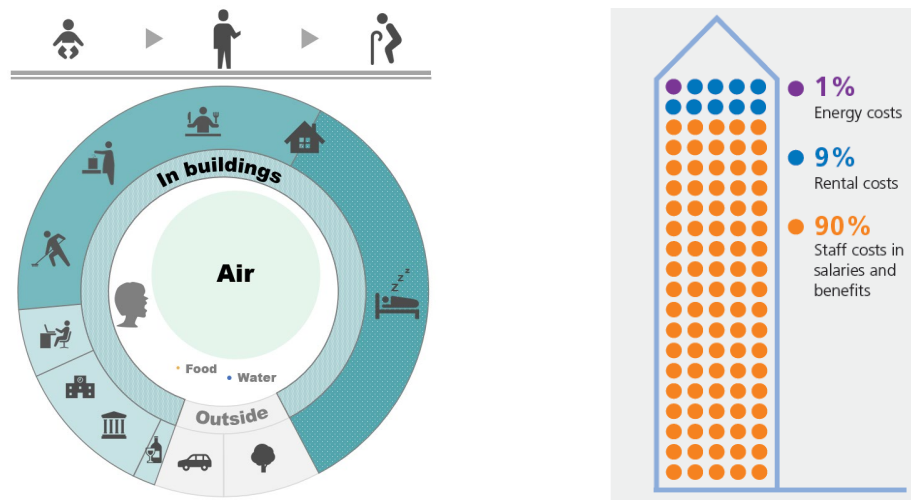 In buildings
Air
Food
Water
Outside
z z z
1%
Energy costs
9%
Rental costs
90%
Staff costs in
salaries and
benefits